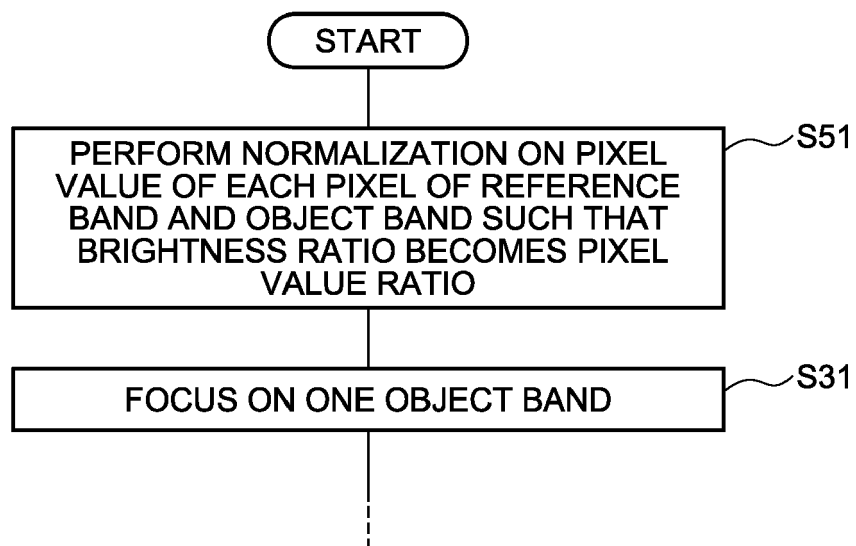 START
PERFORM NORMALIZATION ON PIXEL
VALUE OF EACH PIXEL OF REFERENCE
BAND AND OBJECT BAND SUCH THAT
BRIGHTNESS RATIO BECOMES PIXEL
VALUE RATIO
S51
FOCUS ON ONE OBJECT BAND
S31